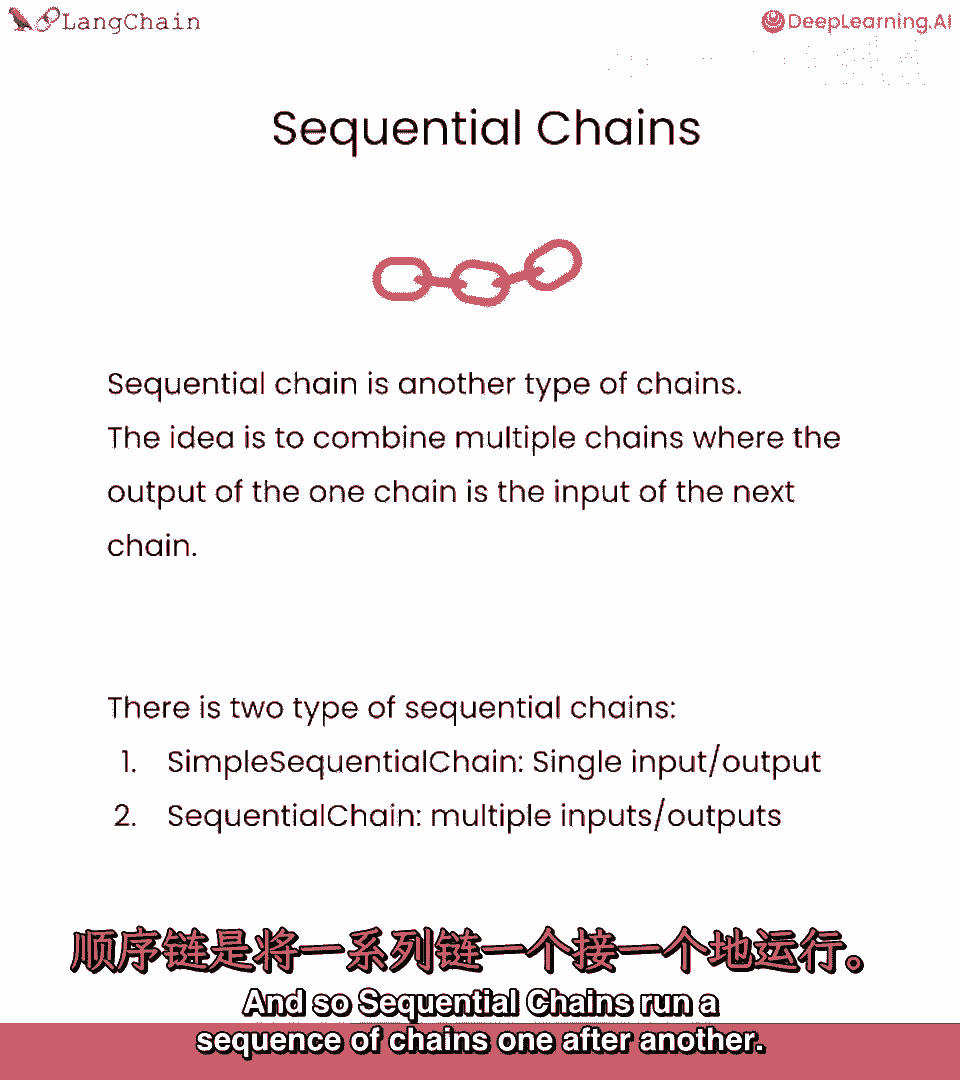 LangChain
DeepLearning.AI
Sequential Chains
Sequential chain is another type of chains.
The idea is to combine multiple chains where the
output of the one chain is the input of the next
chain.
There is two type of sequential chains:
1. SimpleSequentialChain: Single input/output
2. SequentialChain: multiple inputs/outputs
顺序链是将一系列链一个接一个地运行。
And so Sequential Chains run a
sequence of chains one after another.